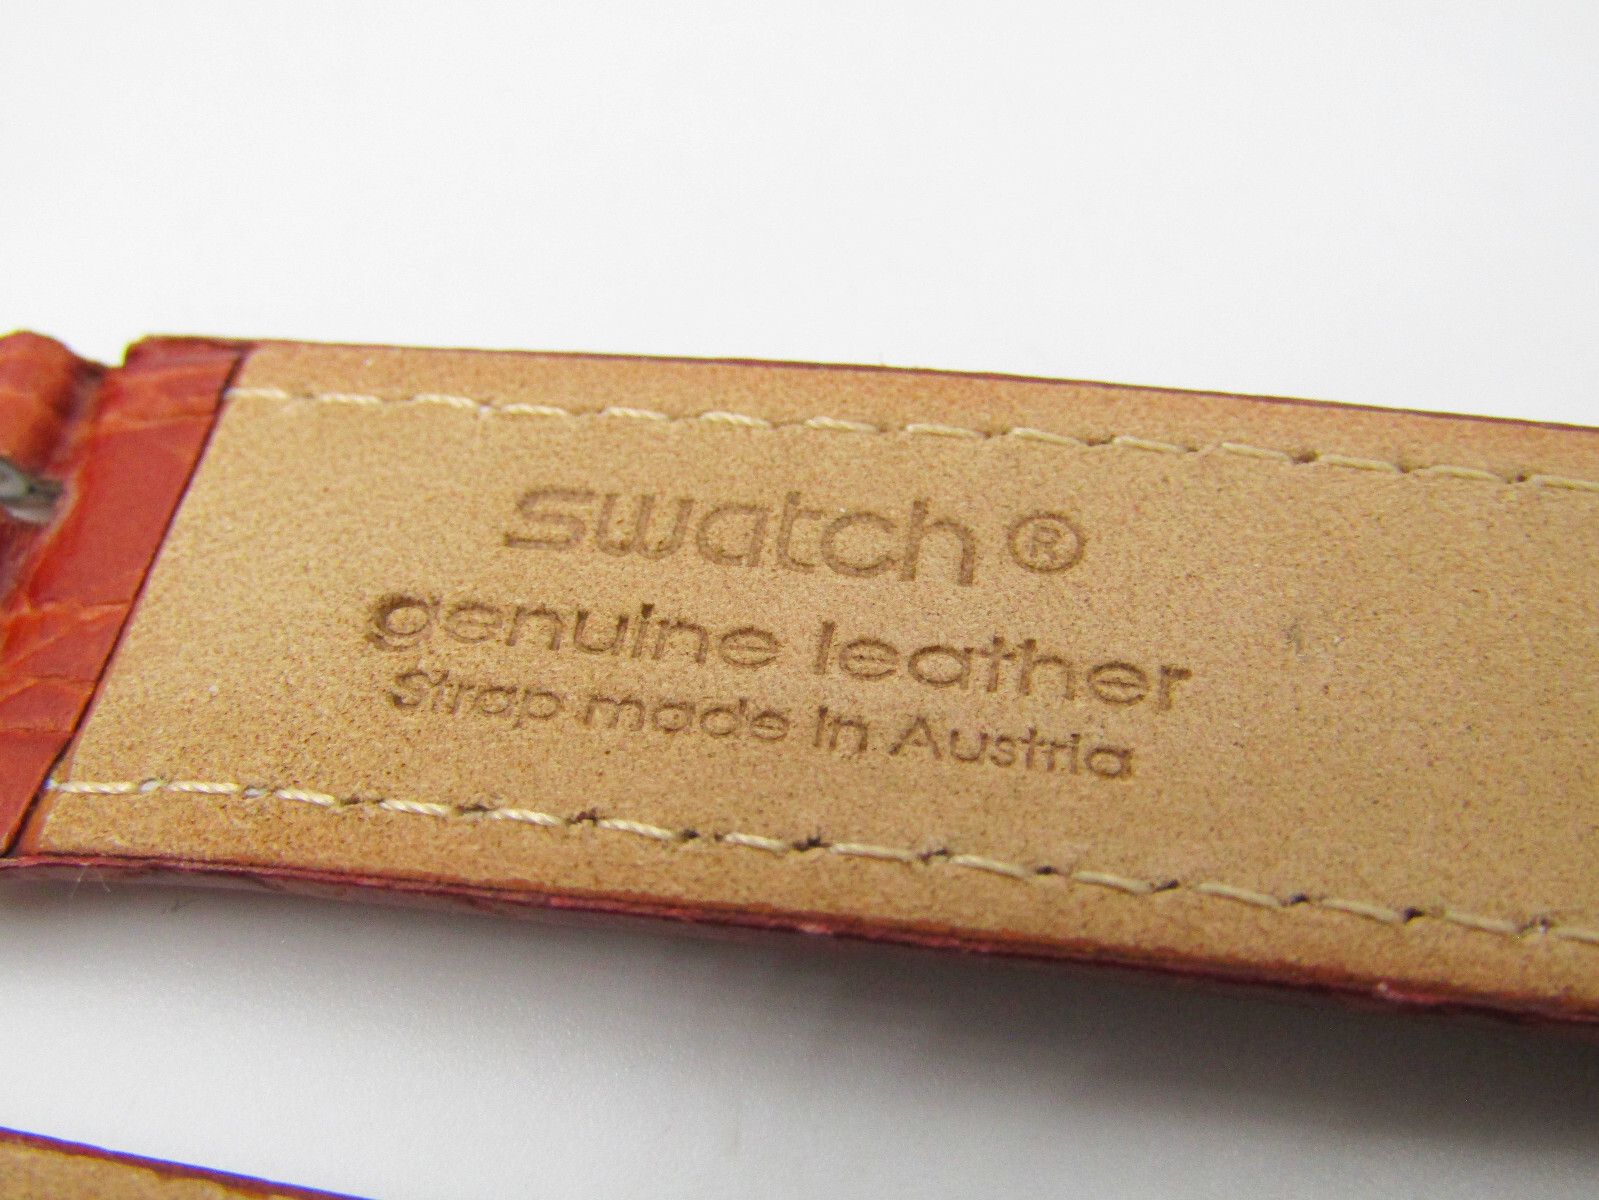 swatch®
genuine leather
Strap made in Austria